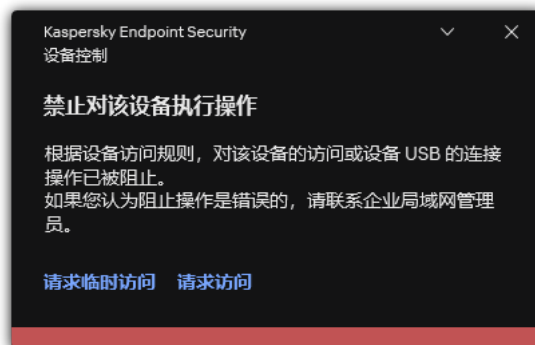 Kaspersky Endpoint Security
设备控制
禁止对该设备执行操作
根据设备访问规则，对该设备的访问或设备 USB 的连接
操作已被阻止。
如果您认为阻止操作是错误的，请联系企业局域网管理
员。
请求临时访问 请求访问